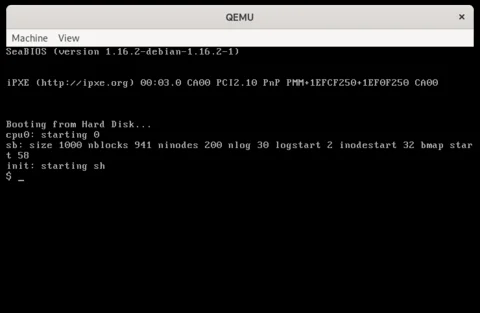 QEMU
Machine View
SeaBIOS (version 1.16.2-debian-1.16.2-1)
iPXE (http://ipxe.org) 00:03.0 CA00 PCI2.10 PnP PMM+1EFCF250+1EF0F250 CA00
Booting from Hard Disk...
cpu0: starting 0
sb: size 1000 nblocks 941 ninodes 200 nlog 30 logstart 2 inodestart 32 bmap star
t 58
init: starting sh
$ _